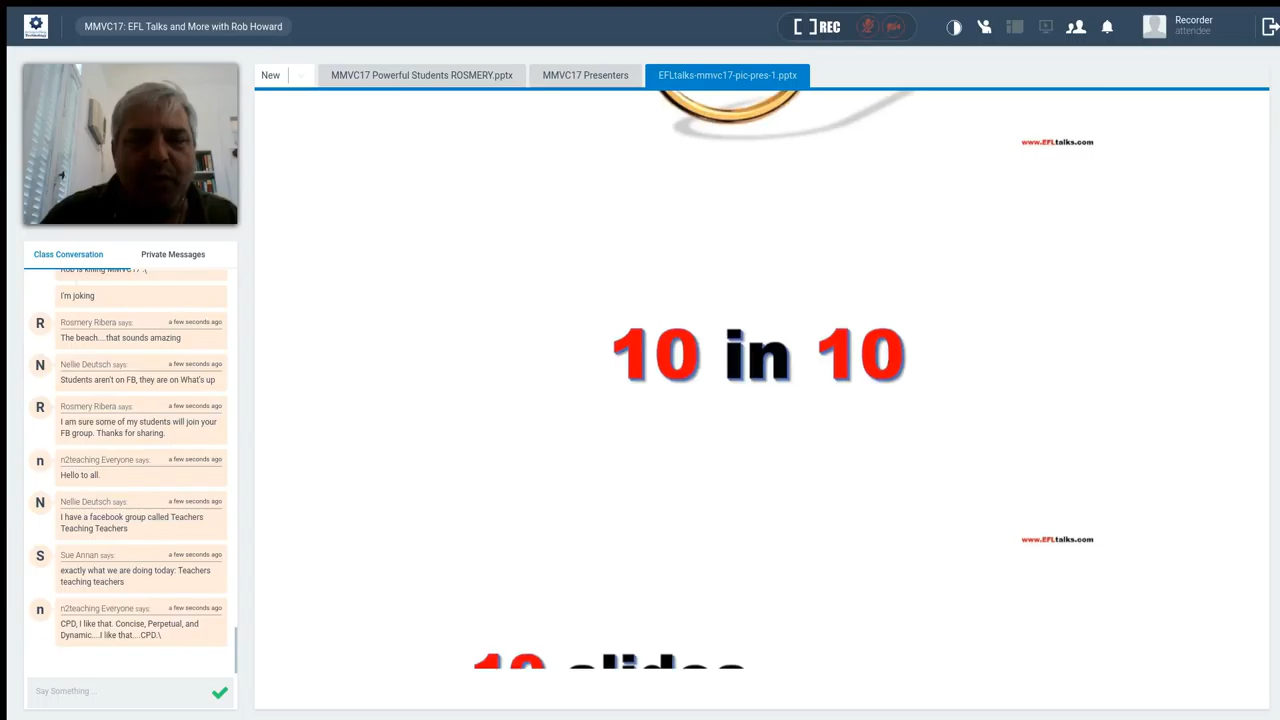 MMVC17: EFL Talks and More with Rob Howard
REC
Recorder
attendee
New
MMVC17 Powerful Students ROSMERY.pptx
MMVC17 Presenters
EFLtalks-mmvc17-pic-pres-1.pptx
www.EFLtalks.com
10 in 10
www.EFLtalks.com
10 slides
Class Conversation
Private Messages
Rob is killing MMVC17 :(
I'm joking
R
Rosmery Ribera says:
a few seconds ago
The beach....that sounds amazing
N
Nellie Deutsch says:
a few seconds ago
Students aren't on FB, they are on What's up
R
Rosmery Ribera says:
a few seconds ago
I am sure some of my students will join your
FB group. Thanks for sharing.
n
n2teaching Everyone says:
a few seconds ago
Hello to all.
N
Nellie Deutsch says:
a few seconds ago
I have a facebook group called Teachers
Teaching Teachers
S
Sue Annan says:
a few seconds ago
exactly what we are doing today: Teachers
teaching teachers
n
n2teaching Everyone says:
a few seconds ago
CPD, I like that. Concise, Perpetual, and
Dynamic....I like that....CPD.\
Say Something ...